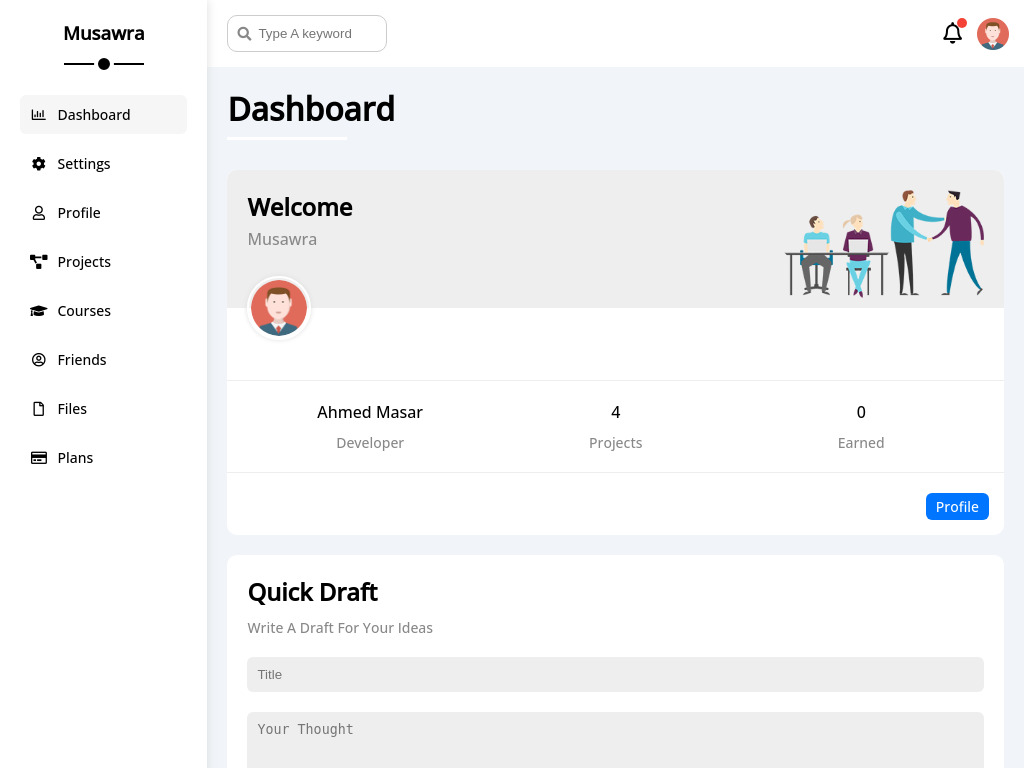 Musawra
Dashboard
Settings
Profile
Projects
Courses
Friends
Files
Plans
Type A keyword
Dashboard
Welcome
Musawra
Ahmed Masar
Developer
4
Projects
0
Earned
Profile
Quick Draft
Write A Draft For Your Ideas
Title
Your Thought